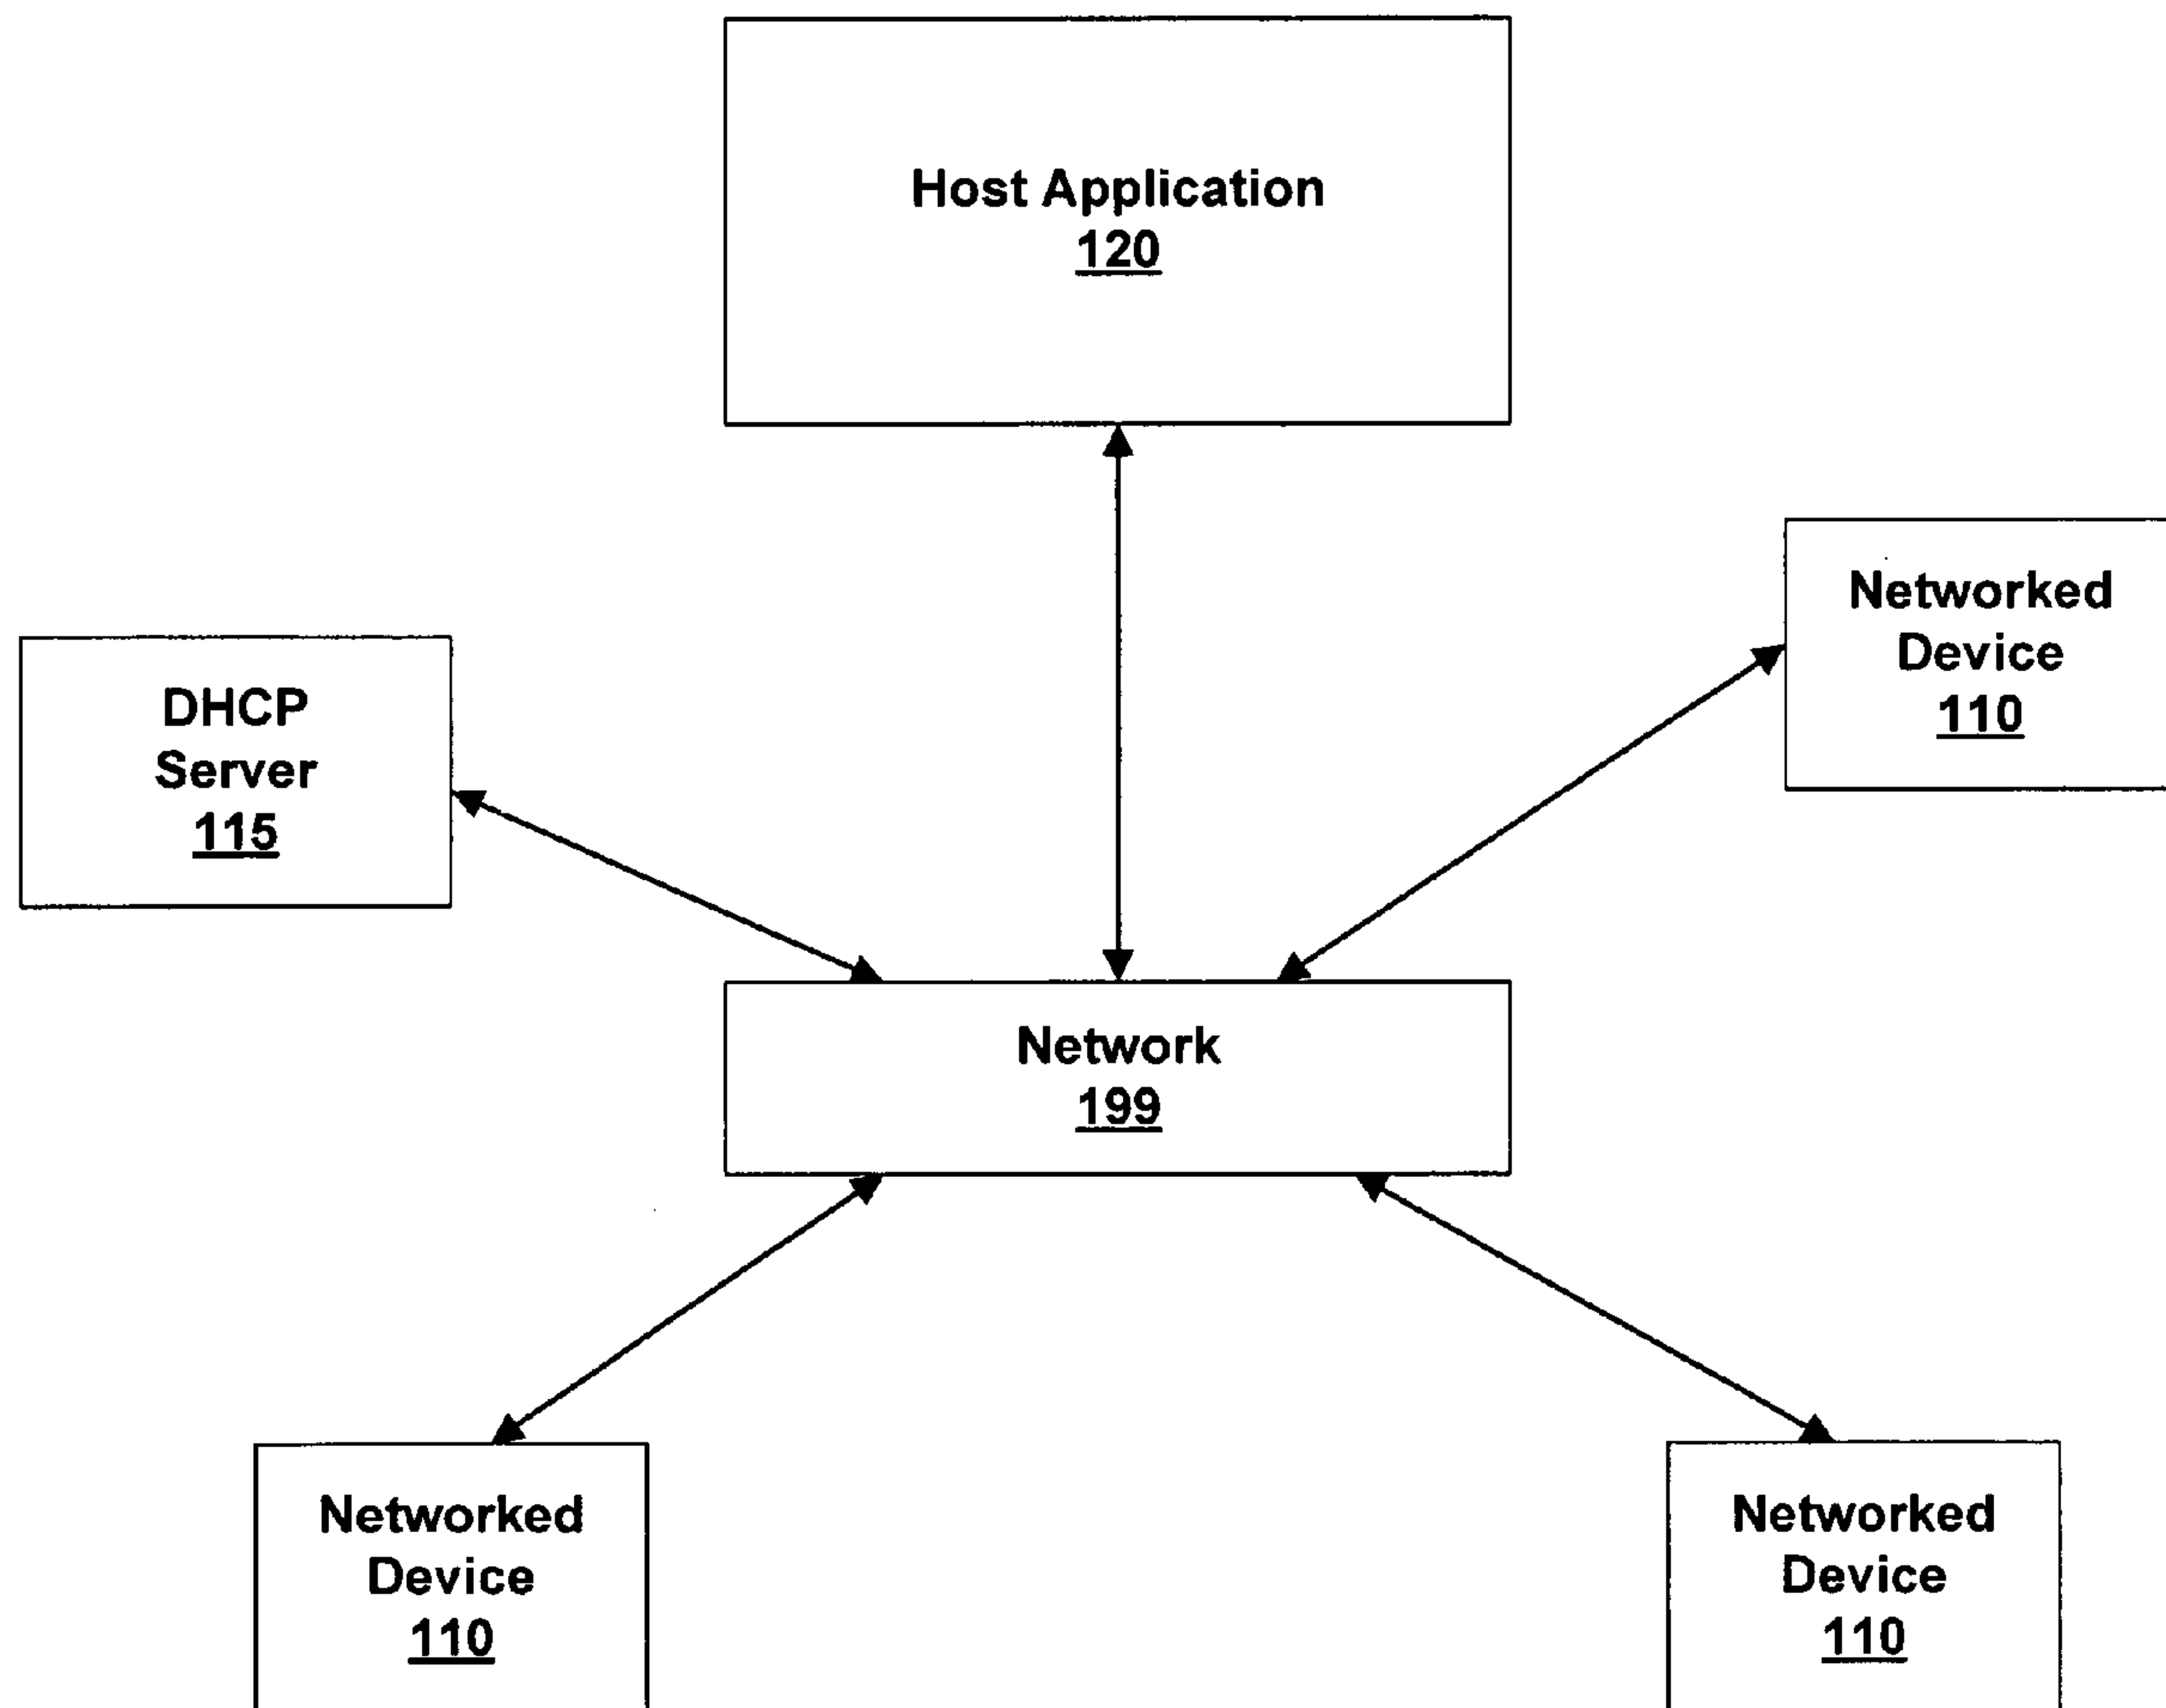 Host Application
120
Networked
Device
110
DHCP
Server
115
Network
199
Networked
Device
110
Networked
Device
110